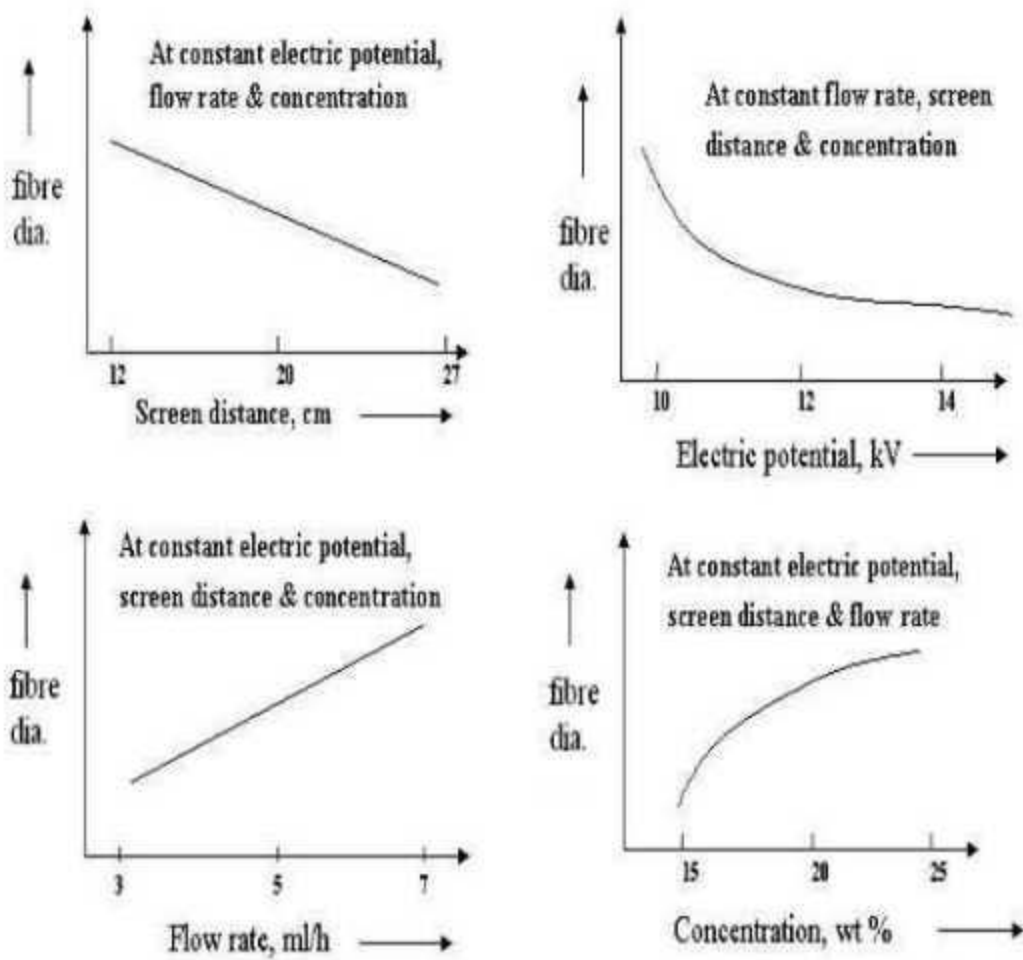 At constant electric potential,
flow rate & concentration
fibre
dia.
12 20 27
Screen distance, cm
At constant flow rate, screen
distance & concentration
fibre
dia.
10 12 14
Electric potential, kV
At constant electric potential,
screen distance & concentration
fibre
dia.
3 5 7
Flow rate, ml/h
At constant electric potential,
screen distance & flow rate
fibre
dia.
15 20 25
Concentration, wt %